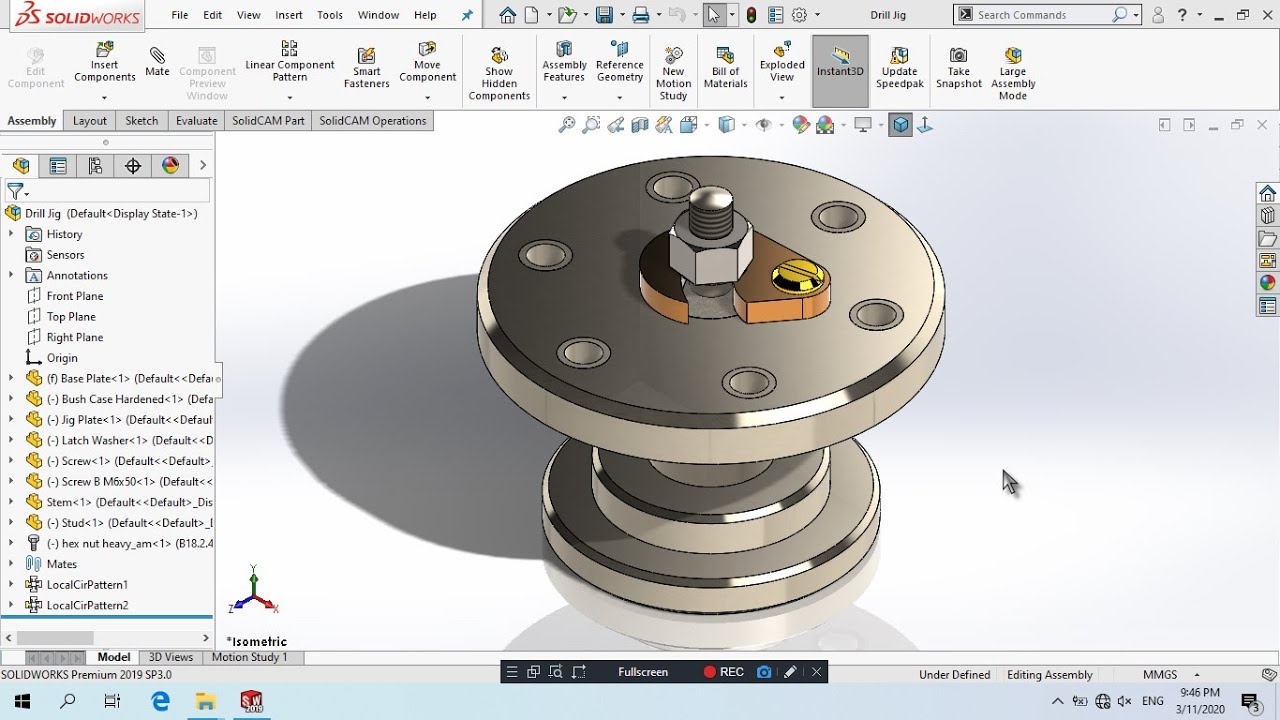 SOLIDWORKS
File Edit View Insert Tools Window Help
Drill Jig
Search Commands
Edit Component
Insert Components
Mate
Component Preview Window
Linear Component Pattern
Smart Fasteners
Move Component
Show Hidden Components
Assembly Features
Reference Geometry
New Motion Study
Bill of Materials
Exploded View
Instant3D
Update Speedpak
Take Snapshot
Large Assembly Mode
Assembly Layout Sketch Evaluate SolidCAM Part SolidCAM Operations
Drill Jig (Default<Display State-1>)
History
Sensors
Annotations
Front Plane
Top Plane
Right Plane
Origin
(f) Base Plate<1> (Default<<Defau
(-) Bush Case Hardened<1> (Defa
(-) Jig Plate<1> (Default<<Default
(-) Latch Washer<1> (Default<<D
(-) Screw<1> (Default<<Default>.
(-) Screw B M6x50<1> (Default<<
Stem<1> (Default<<Default>_Dis
(-) Stud<1> (Default<<Default>_[
(-) hex nut heavy_am<1> (B18.2.4
Mates
LocalCirPattern1
LocalCirPattern2
Y
Z X
*Isometric
Model 3D Views Motion Study 1
SOLIDWORKS Premium 2019 SP3.0
Fullscreen REC
Under Defined Editing Assembly MMGS
SW
2019
ENG
9:46 PM
3/11/2020
3